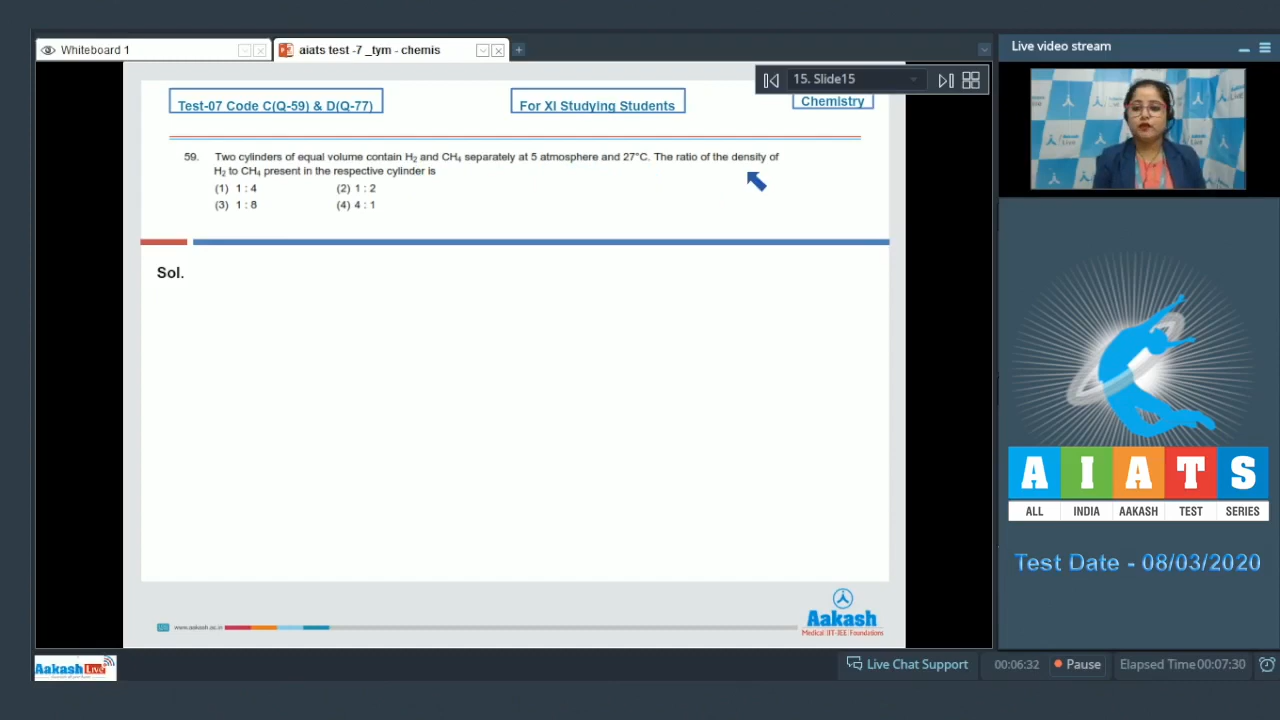 Whiteboard 1
aiats test -7 _tym - chemis
Live video stream
15. Slide15
Test-07 Code C(Q-59) & D(Q-77)
For XI Studying Students
Chemistry
59. Two cylinders of equal volume contain H₂ and CH₄ separately at 5 atmosphere and 27°C. The ratio of the density of
H₂ to CH₄ present in the respective cylinder is
(1) 1 : 4 (2) 1 : 2
(3) 1 : 8 (4) 4 : 1
Sol.
A I A T S
ALL INDIA AAKASH TEST SERIES
Test Date - 08/03/2020
www.aakash.ac.in
Aakash
Medical|IIT-JEE|Foundations
Aakash Live
Live Chat Support
00:06:32
Pause
Elapsed Time 00:07:30